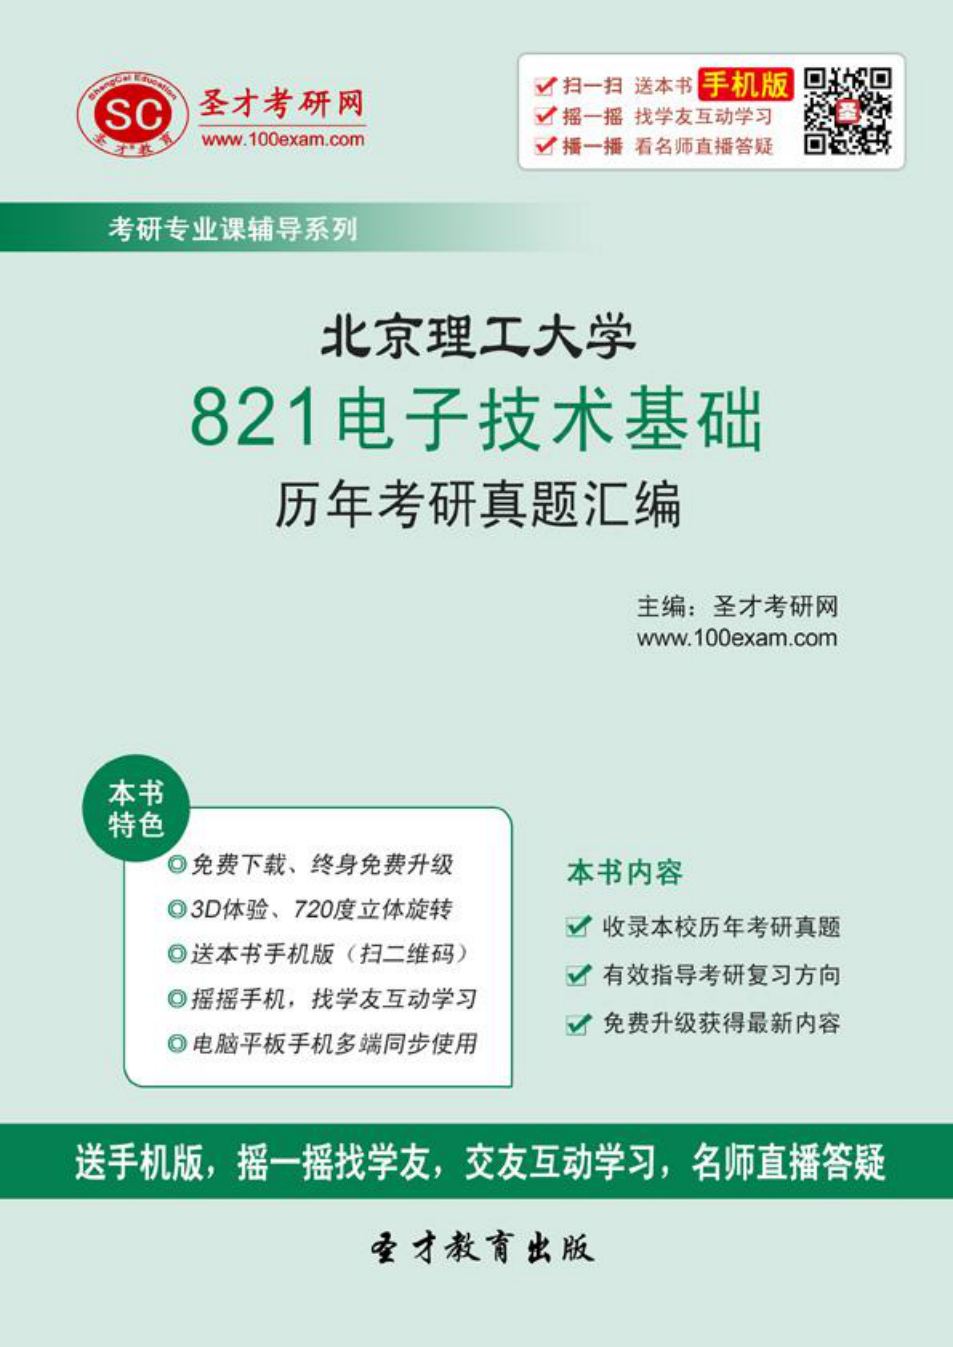 ShengCai Education
SC
圣才®教育
圣才考研网
www.100exam.com
扫一扫 送本书 手机版
摇一摇 找学友互动学习
播一播 看名师直播答疑
圣
考研专业课辅导系列
北京理工大学
821电子技术基础
历年考研真题汇编
主编：圣才考研网
www.100exam.com
本书
特色
◎免费下载、终身免费升级
◎3D体验、720度立体旋转
◎送本书手机版（扫二维码）
◎摇摇手机，找学友互动学习
◎电脑平板手机多端同步使用
本书内容
收录本校历年考研真题
有效指导考研复习方向
免费升级获得最新内容
送手机版，摇一摇找学友，交友互动学习，名师直播答疑
圣才教育出版